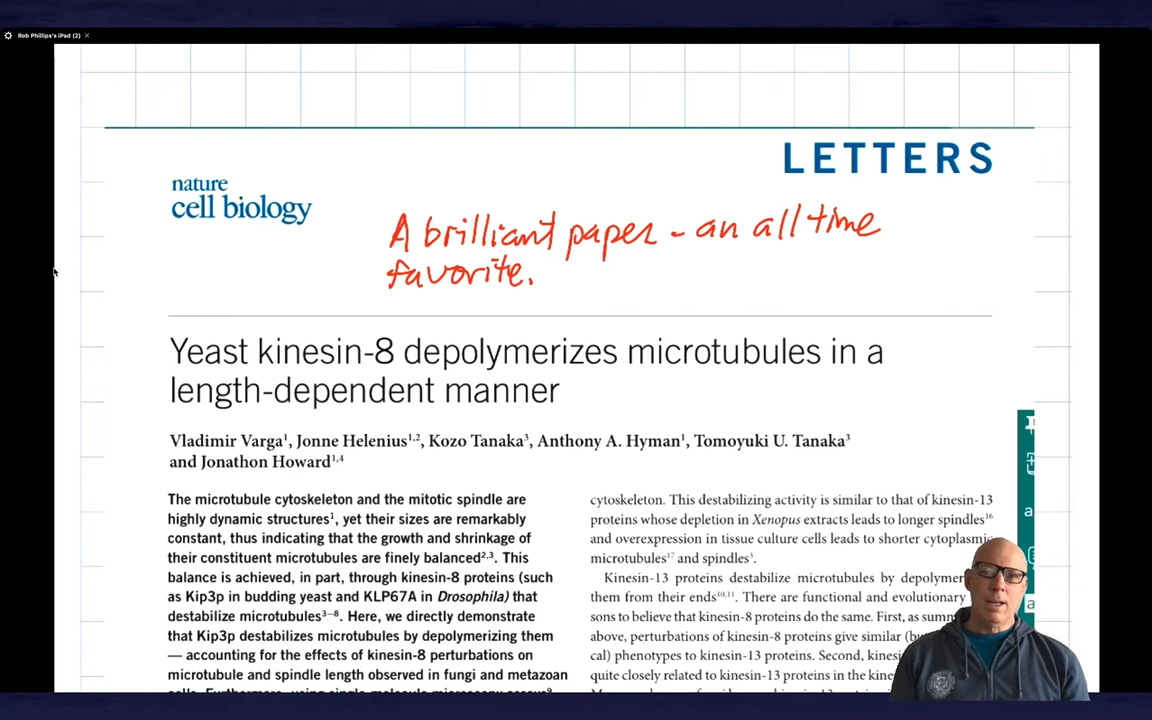 Rob Phillips's iPad (2) ×
LETTERS
nature
cell biology
A brilliant paper - an all time
favorite.
Yeast kinesin-8 depolymerizes microtubules in a
length-dependent manner
Vladimir Varga¹, Jonne Helenius¹,², Kozo Tanaka³, Anthony A. Hyman¹, Tomoyuki U. Tanaka³
and Jonathon Howard¹,⁴
The microtubule cytoskeleton and the mitotic spindle are
highly dynamic structures¹, yet their sizes are remarkably
constant, thus indicating that the growth and shrinkage of
their constituent microtubules are finely balanced²,³. This
balance is achieved, in part, through kinesin-8 proteins (such
as Kip3p in budding yeast and KLP67A in Drosophila) that
destabilize microtubules³⁻⁸. Here, we directly demonstrate
that Kip3p destabilizes microtubules by depolymerizing them
— accounting for the effects of kinesin-8 perturbations on
microtubule and spindle length observed in fungi and metazoan
cytoskeleton. This destabilizing activity is similar to that of kinesin-13
proteins whose depletion in Xenopus extracts leads to longer spindles¹⁶
and overexpression in tissue culture cells leads to shorter cytoplasmic
microtubules¹⁷ and spindles³.
Kinesin-13 proteins destabilize microtubules by depolymer
them from their ends¹⁰,¹¹. There are functional and evolutionary
sons to believe that kinesin-8 proteins do the same. First, as summ
above, perturbations of kinesin-8 proteins give similar (bu
cal) phenotypes to kinesin-13 proteins. Second, kinesi
quite closely related to kinesin-13 proteins in the kine